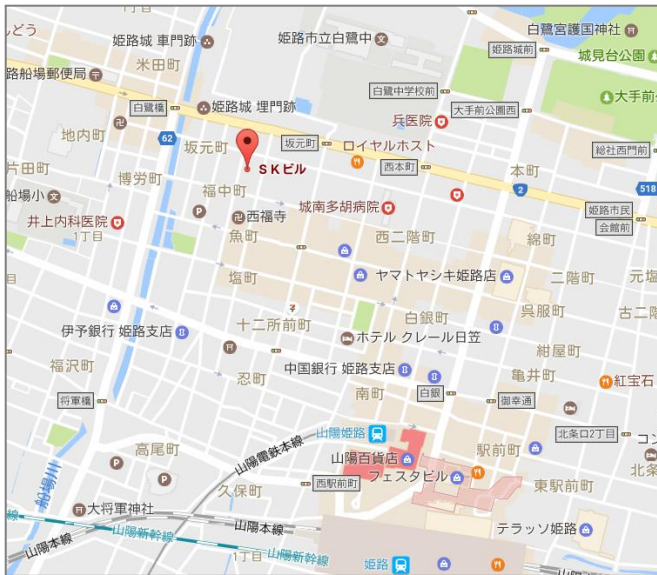 1丁目
んどう
姫路城 車門跡
姫路市立白鷺中
白鷺宮護国神社
姫路城前
城見台公園
米田町
路船場郵便局
白鷺橋
姫路城 埋門跡
白鷺中学校前
大手前公園西
大手前公
兵医院
地内町
62
坂元町
坂元町
ロイヤルホスト
本町
総社西門前
片田町
博労町
SKビル
西本町
2
518
船場小
福中町
西福寺
城南多胡病院
姫路市民
会館前
井上内科医院
1丁目
魚町
西二階町
綿町
塩町
ヤマトヤシキ姫路店
二階町
元塩
呉服町
古二階
伊予銀行 姫路支店
十二所前町
白銀町
ホテル クレール日笠
紺屋町
福沢町
忍町
中国銀行 姫路支店
亀井町
紅宝石
将軍橋
南町
白銀
御幸通
山陽姫路
北条口2丁目
コン
高尾町
山陽電鉄本線
山陽百貨店
駅前町
北条
フェスタビル
船場川
久保町
西駅前町
東駅前町
大将軍神社
テラッソ姫路
線
山陽新幹線
山陽本線
山陽本線
山陽新幹線
1丁目
姫路
山陽